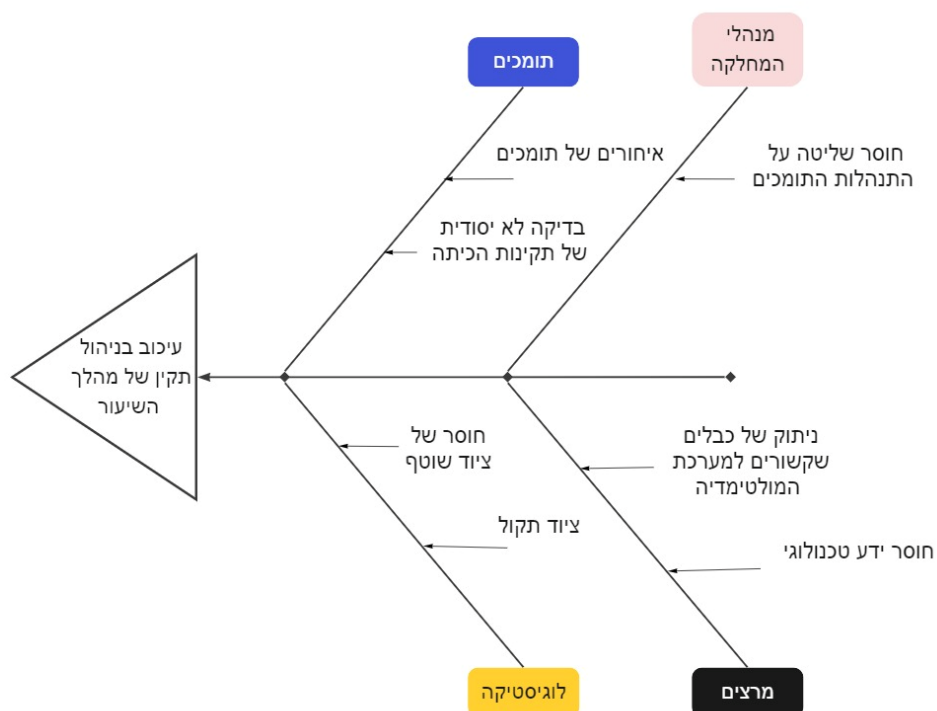 מנהלי
המחלקה
תומכים
חוסר שליטה על
התנהלות התומכים
איחורים של תומכים
בדיקה לא יסודית
של תקינות הכיתה
עיכוב בניהול
תקין של מהלך
השיעור
ניתוק של כבלים
שקשורים למערכת
המולטימדיה
חוסר של
ציוד שוטף
חוסר ידע טכנולוגי
ציוד תקול
מרצים
לוגיסטיקה